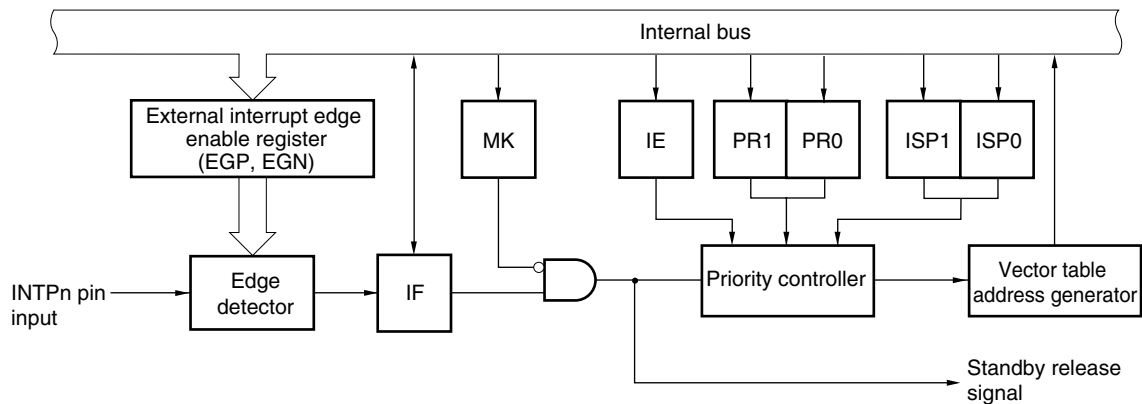 Internal bus
External interrupt edge
enable register
(EGP, EGN)
MK
IE
PR1
PR0
ISP1
ISP0
INTPn pin
input
Edge
detector
IF
Priority controller
Vector table
address generator
Standby release
signal